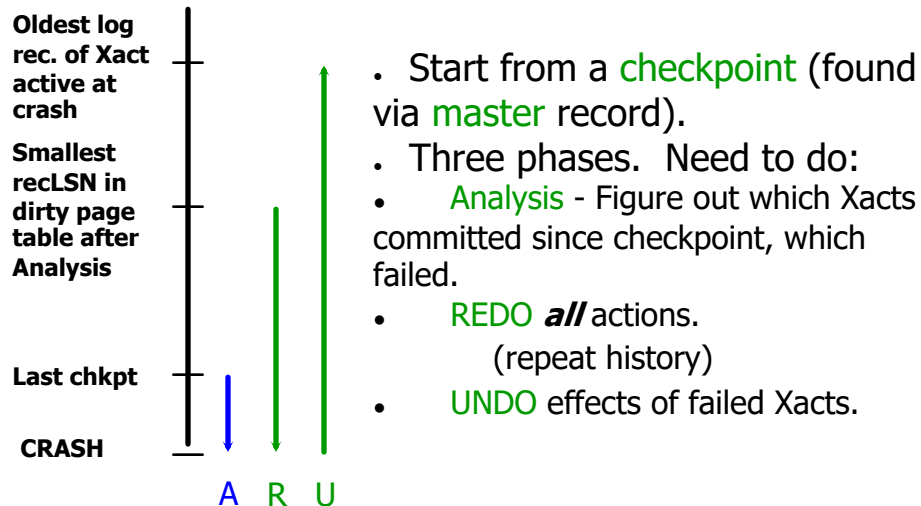 Oldest log
rec. of Xact
active at
crash
Smallest
recLSN in
dirty page
table after
Analysis
Last chkpt
CRASH
A R U
• Start from a checkpoint (found
via master record).
• Three phases. Need to do:
• Analysis - Figure out which Xacts
committed since checkpoint, which
failed.
• REDO all actions.
(repeat history)
• UNDO effects of failed Xacts.